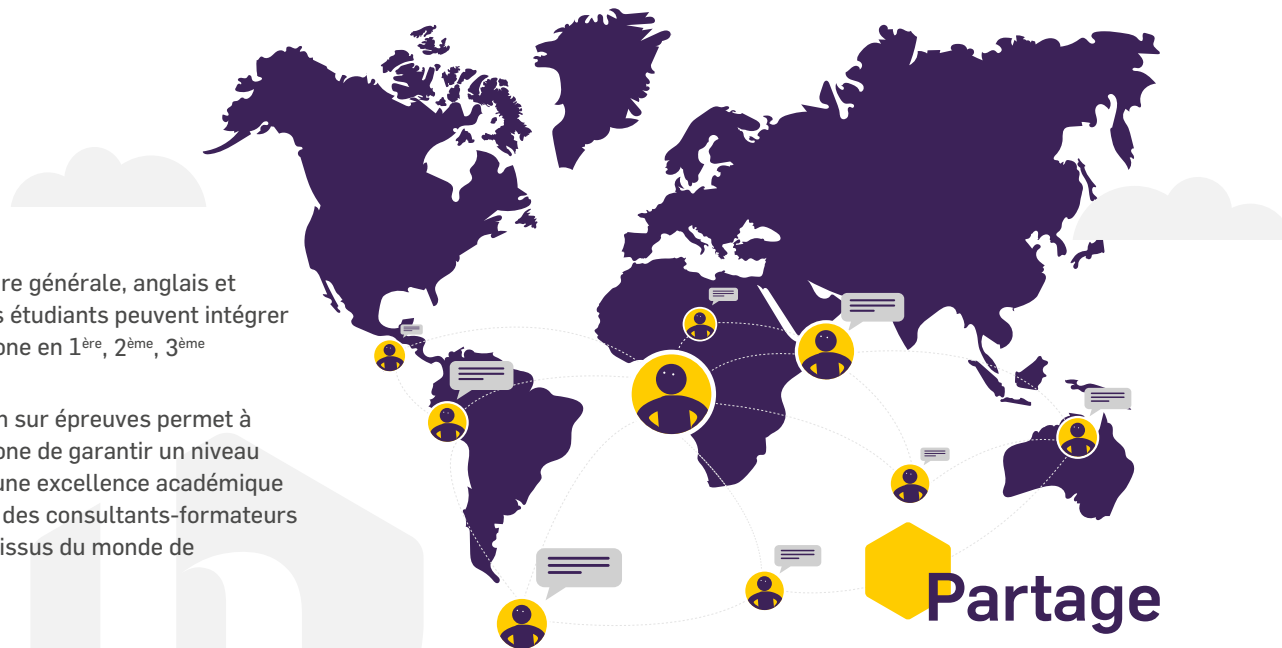 re générale, anglais et
s étudiants peuvent intégrer
one en 1ère, 2ème, 3ème
n sur épreuves permet à
one de garantir un niveau
une excellence académique
des consultants-formateurs
issus du monde de
Partage